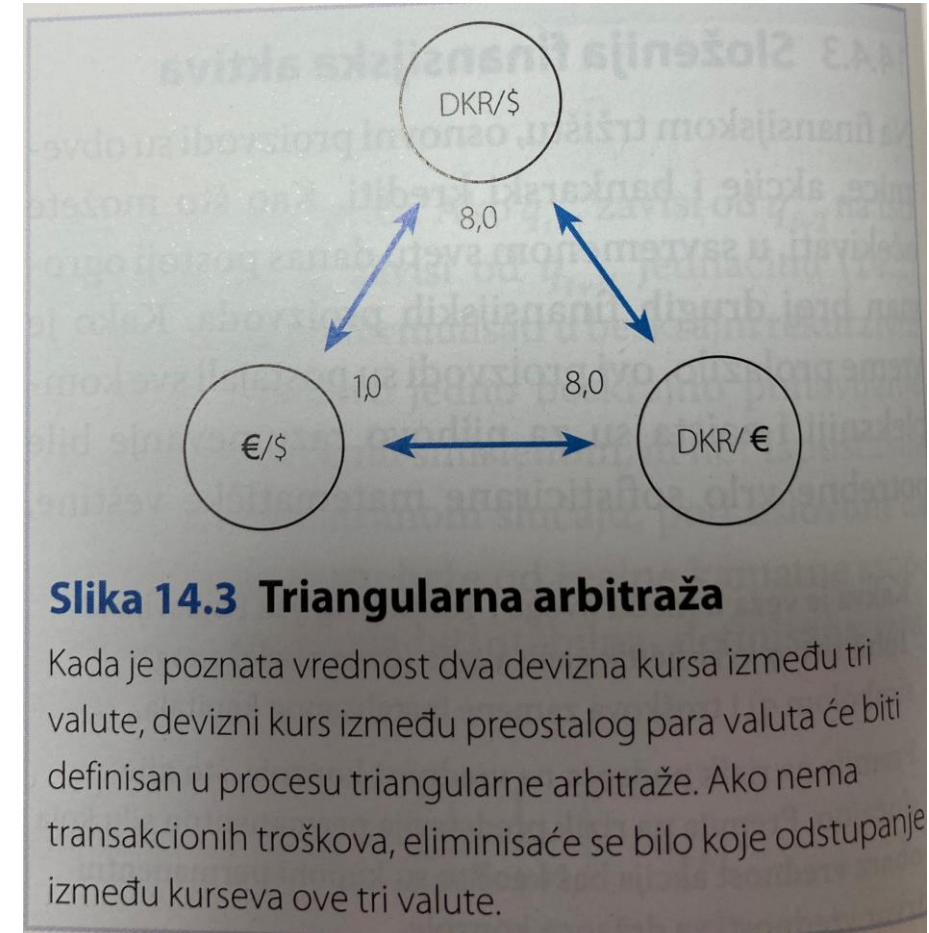 DKR/$
8,0
1,0
8,0
€/$
DKR/€
Slika 14.3 Triangularna arbitraža
Kada je poznata vrednost dva devizna kursa između tri
valute, devizni kurs između preostalog para valuta će biti
definisan u procesu triangularne arbitraže. Ako nema
transakcionih troškova, eliminisaće se bilo koje odstupanje
između kurseva ove tri valute.